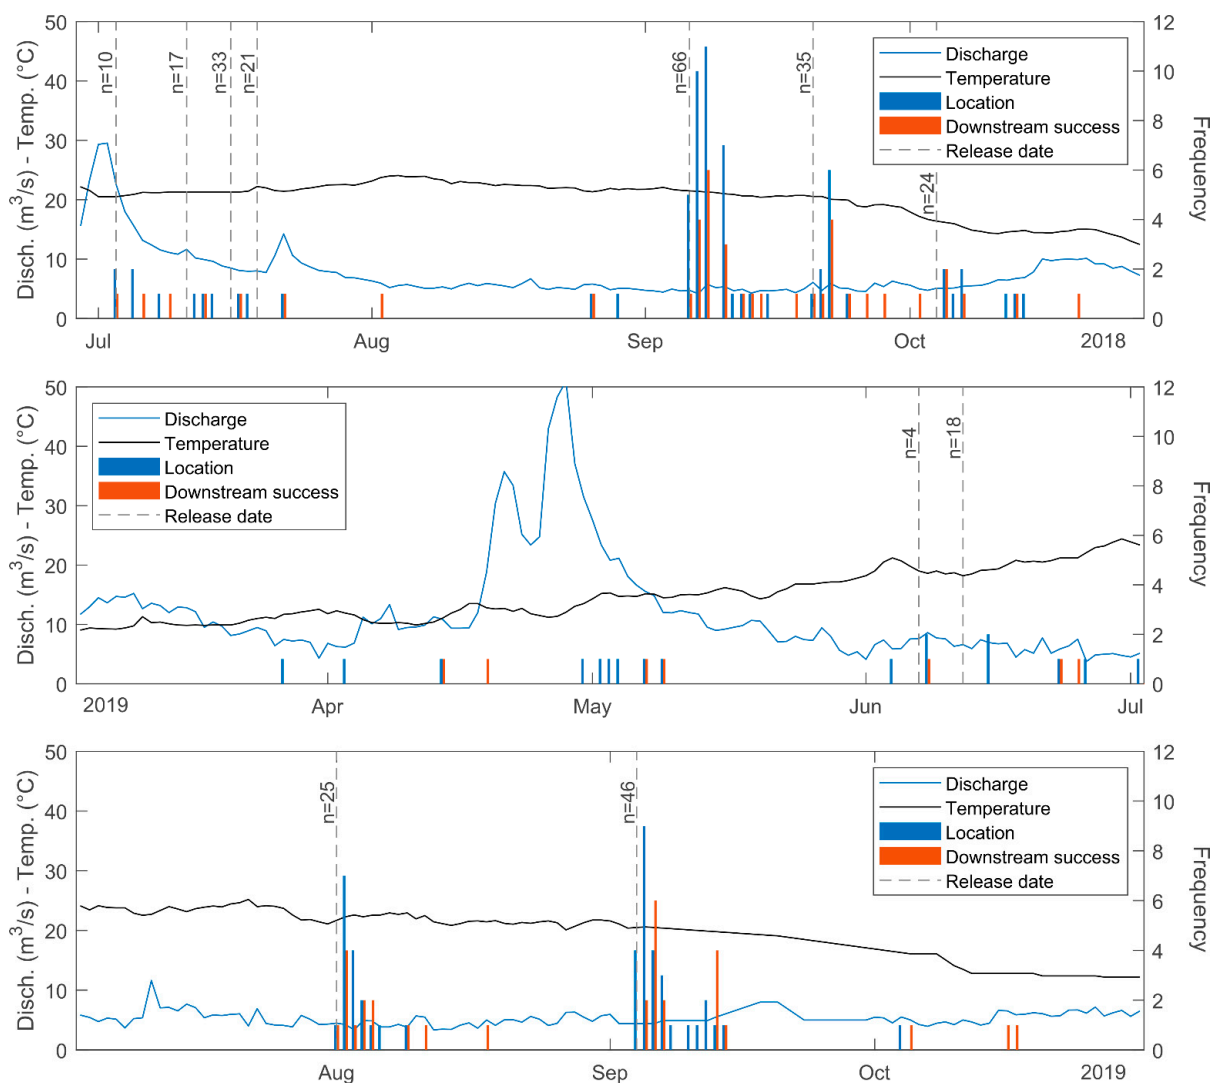 50
40
30
20
10
0
Disch. (m³/s) - Temp. (°C)
n=10
n=17
n=33
n=21
n=66
n=35
n=24
Discharge
Temperature
Location
Downstream success
Release date
12
10
8
6
4
2
0
Frequency
Jul
Aug
Sep
Oct
2018
50
40
30
20
10
0
Disch. (m³/s) - Temp. (°C)
Discharge
Temperature
Location
Downstream success
Release date
n=4
n=18
12
10
8
6
4
2
0
Frequency
2019
Apr
May
Jun
Jul
50
40
30
20
10
0
Disch. (m³/s) - Temp. (°C)
n=25
n=46
Discharge
Temperature
Location
Downstream success
Release date
12
10
8
6
4
2
0
Frequency
Aug
Sep
Oct
2019